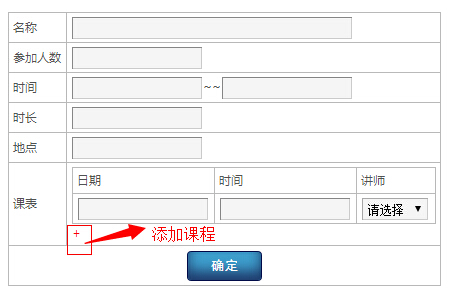 名称
参加人数
时间
~~
时长
地点
课表
日期 时间 讲师
请选择
+
添加课程
确定